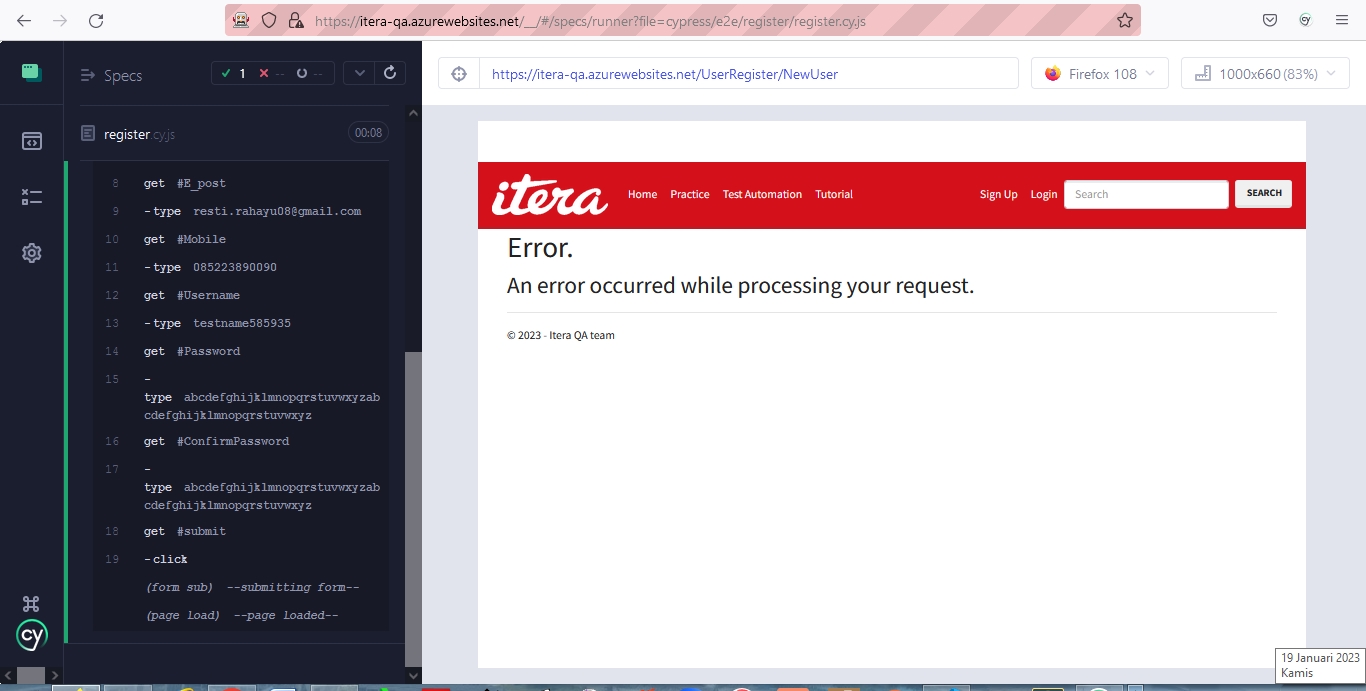 https://itera-qa.azurewebsites.net/__/#/specs/runner?file=cypress/e2e/register/register.cy.js
Specs
1 -- --
register.cy.js
00:08
8 get #E_post
9 -type resti.rahayu08@gmail.com
10 get #Mobile
11 -type 085223890090
12 get #Username
13 -type testname585935
14 get #Password
15 -
type abcdefghijklmnopqrstuvwxyzab
cdefghijklmnopqrstuvwxyz
16 get #ConfirmPassword
17 -
type abcdefghijklmnopqrstuvwxyzab
cdefghijklmnopqrstuvwxyz
18 get #submit
19 -click
(form sub) --submitting form--
(page load) --page loaded--
cy
https://itera-qa.azurewebsites.net/UserRegister/NewUser
Firefox 108
1000x660 (83%)
itera
Home Practice Test Automation Tutorial
Sign Up Login Search SEARCH
Error.
An error occurred while processing your request.
© 2023 - Itera QA team
19 Januari 2023
Kamis